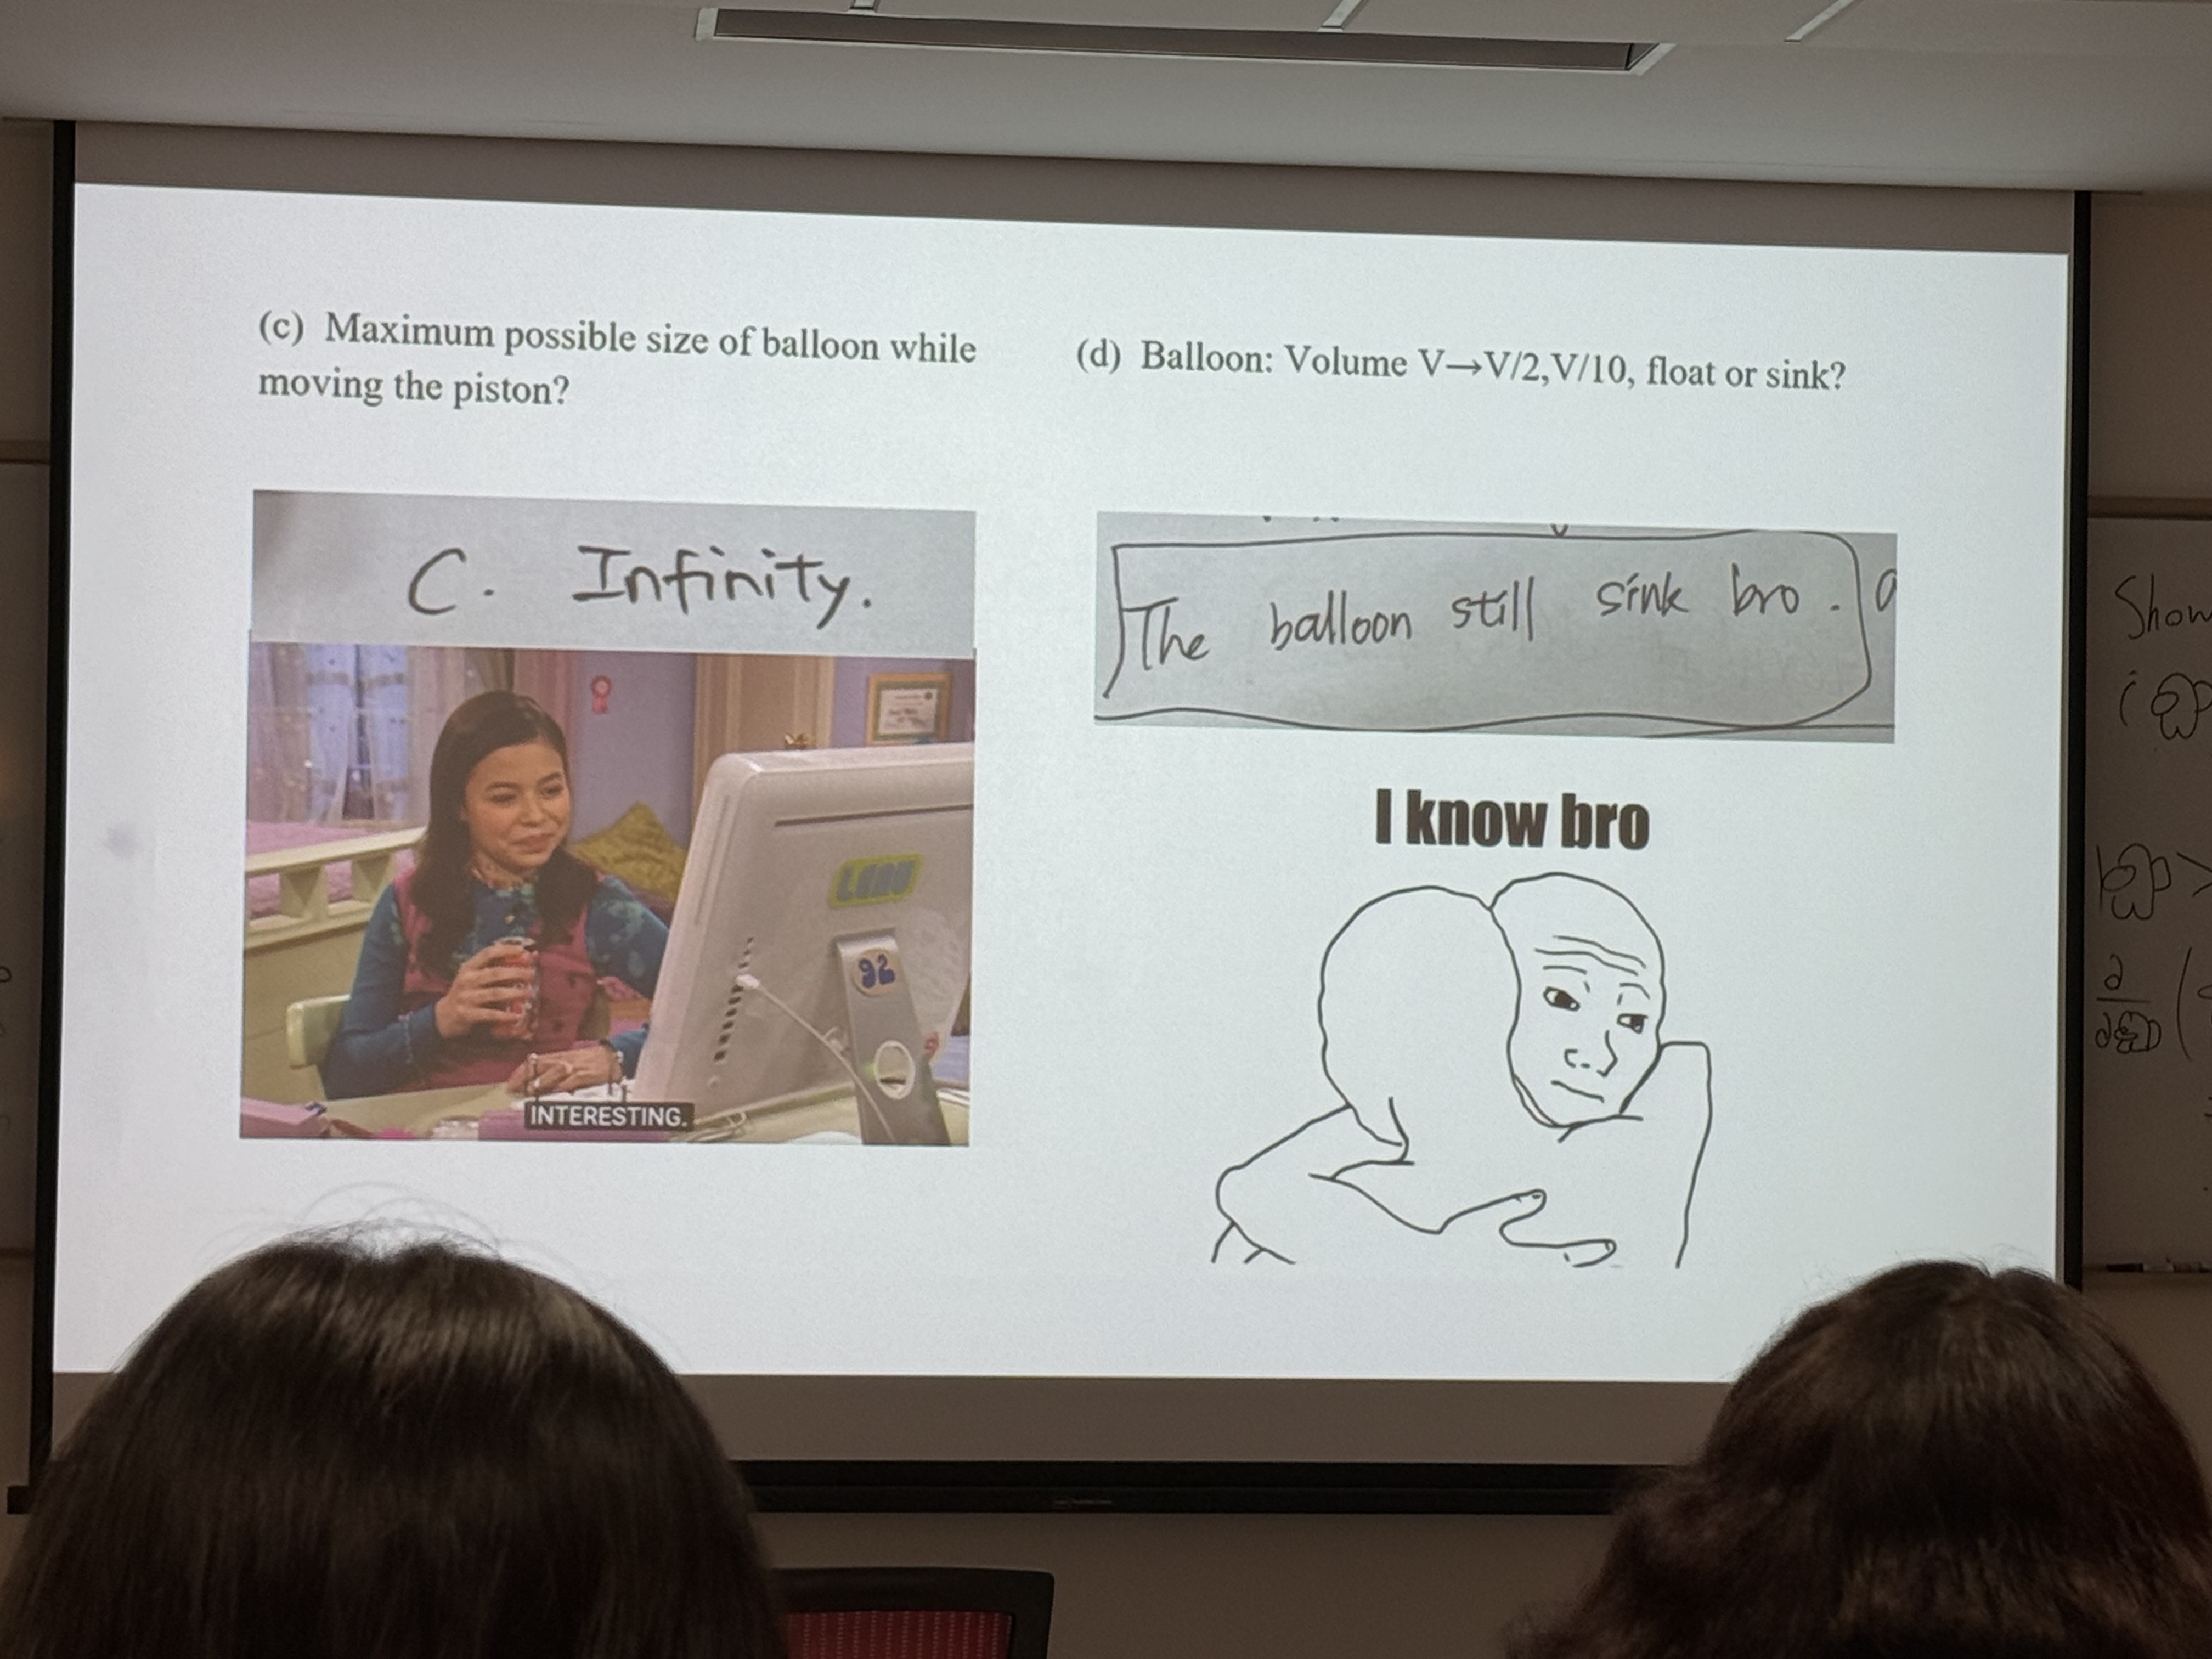 (c) Maximum possible size of balloon while
moving the piston?
C. Infinity.
INTERESTING.
92
(d) Balloon: Volume V→V/2,V/10, float or sink?
The balloon still sink bro.
I know bro
Show